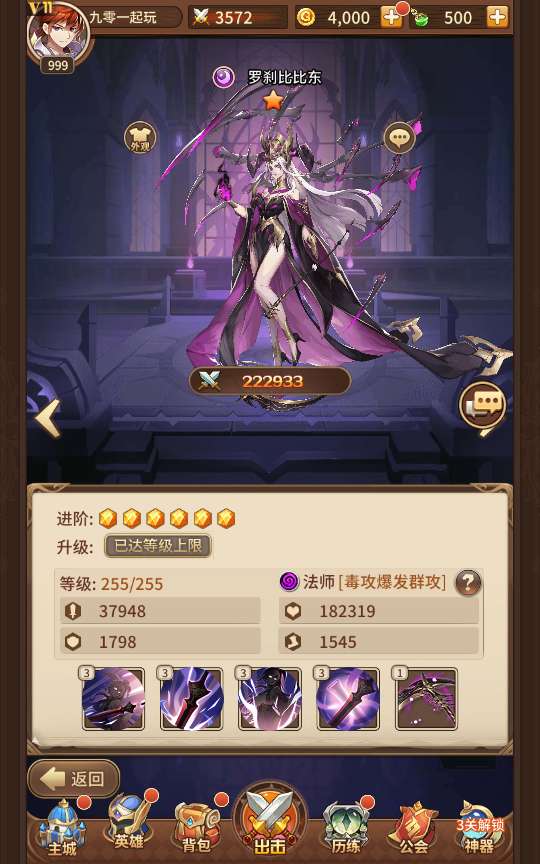 V11
九零一起玩
3572
4,000
500
999
罗刹比比东
外观
222933
进阶:
升级:
已达等级上限
等级: 255/255
法师 [毒攻爆发群攻]
?
37948
182319
1798
1545
3
3
3
3
1
返回
主城
英雄
背包
出击
历练
公会
3关解锁
神器